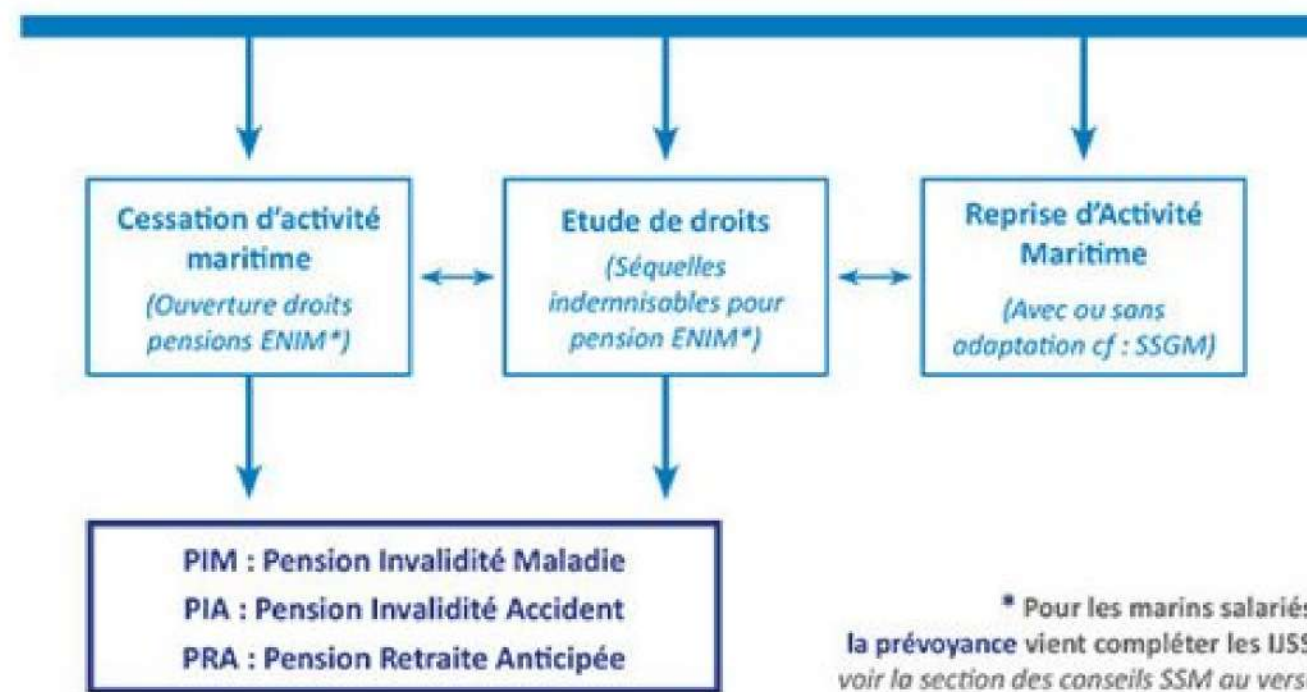 Cessation d'activité
maritime
(Ouverture droits
pensions ENIM*)
Etude de droits
(Séquelles
indemnisables pour
pension ENIM*)
Reprise d'Activité
Maritime
(Avec ou sans
adaptation cf : SSGM)
PIM : Pension Invalidité Maladie
PIA : Pension Invalidité Accident
PRA : Pension Retraite Anticipée
* Pour les marins salariés
la prévoyance vient compléter les IJSS
voir la section des conseils SSM au vers